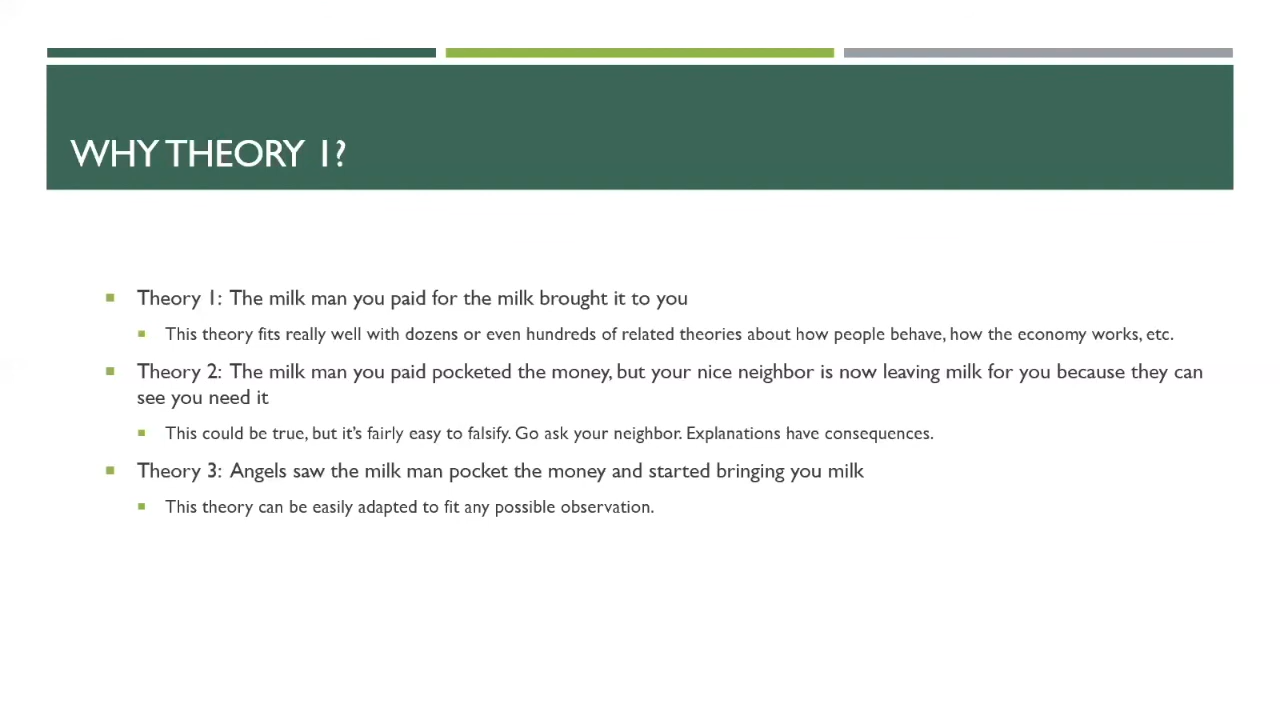 WHY THEORY 1?
Theory 1: The milk man you paid for the milk brought it to you
This theory fits really well with dozens or even hundreds of related theories about how people behave, how the economy works, etc.
Theory 2: The milk man you paid pocketed the money, but your nice neighbor is now leaving milk for you because they can
see you need it
This could be true, but it's fairly easy to falsify. Go ask your neighbor. Explanations have consequences.
Theory 3: Angels saw the milk man pocket the money and started bringing you milk
This theory can be easily adapted to fit any possible observation.